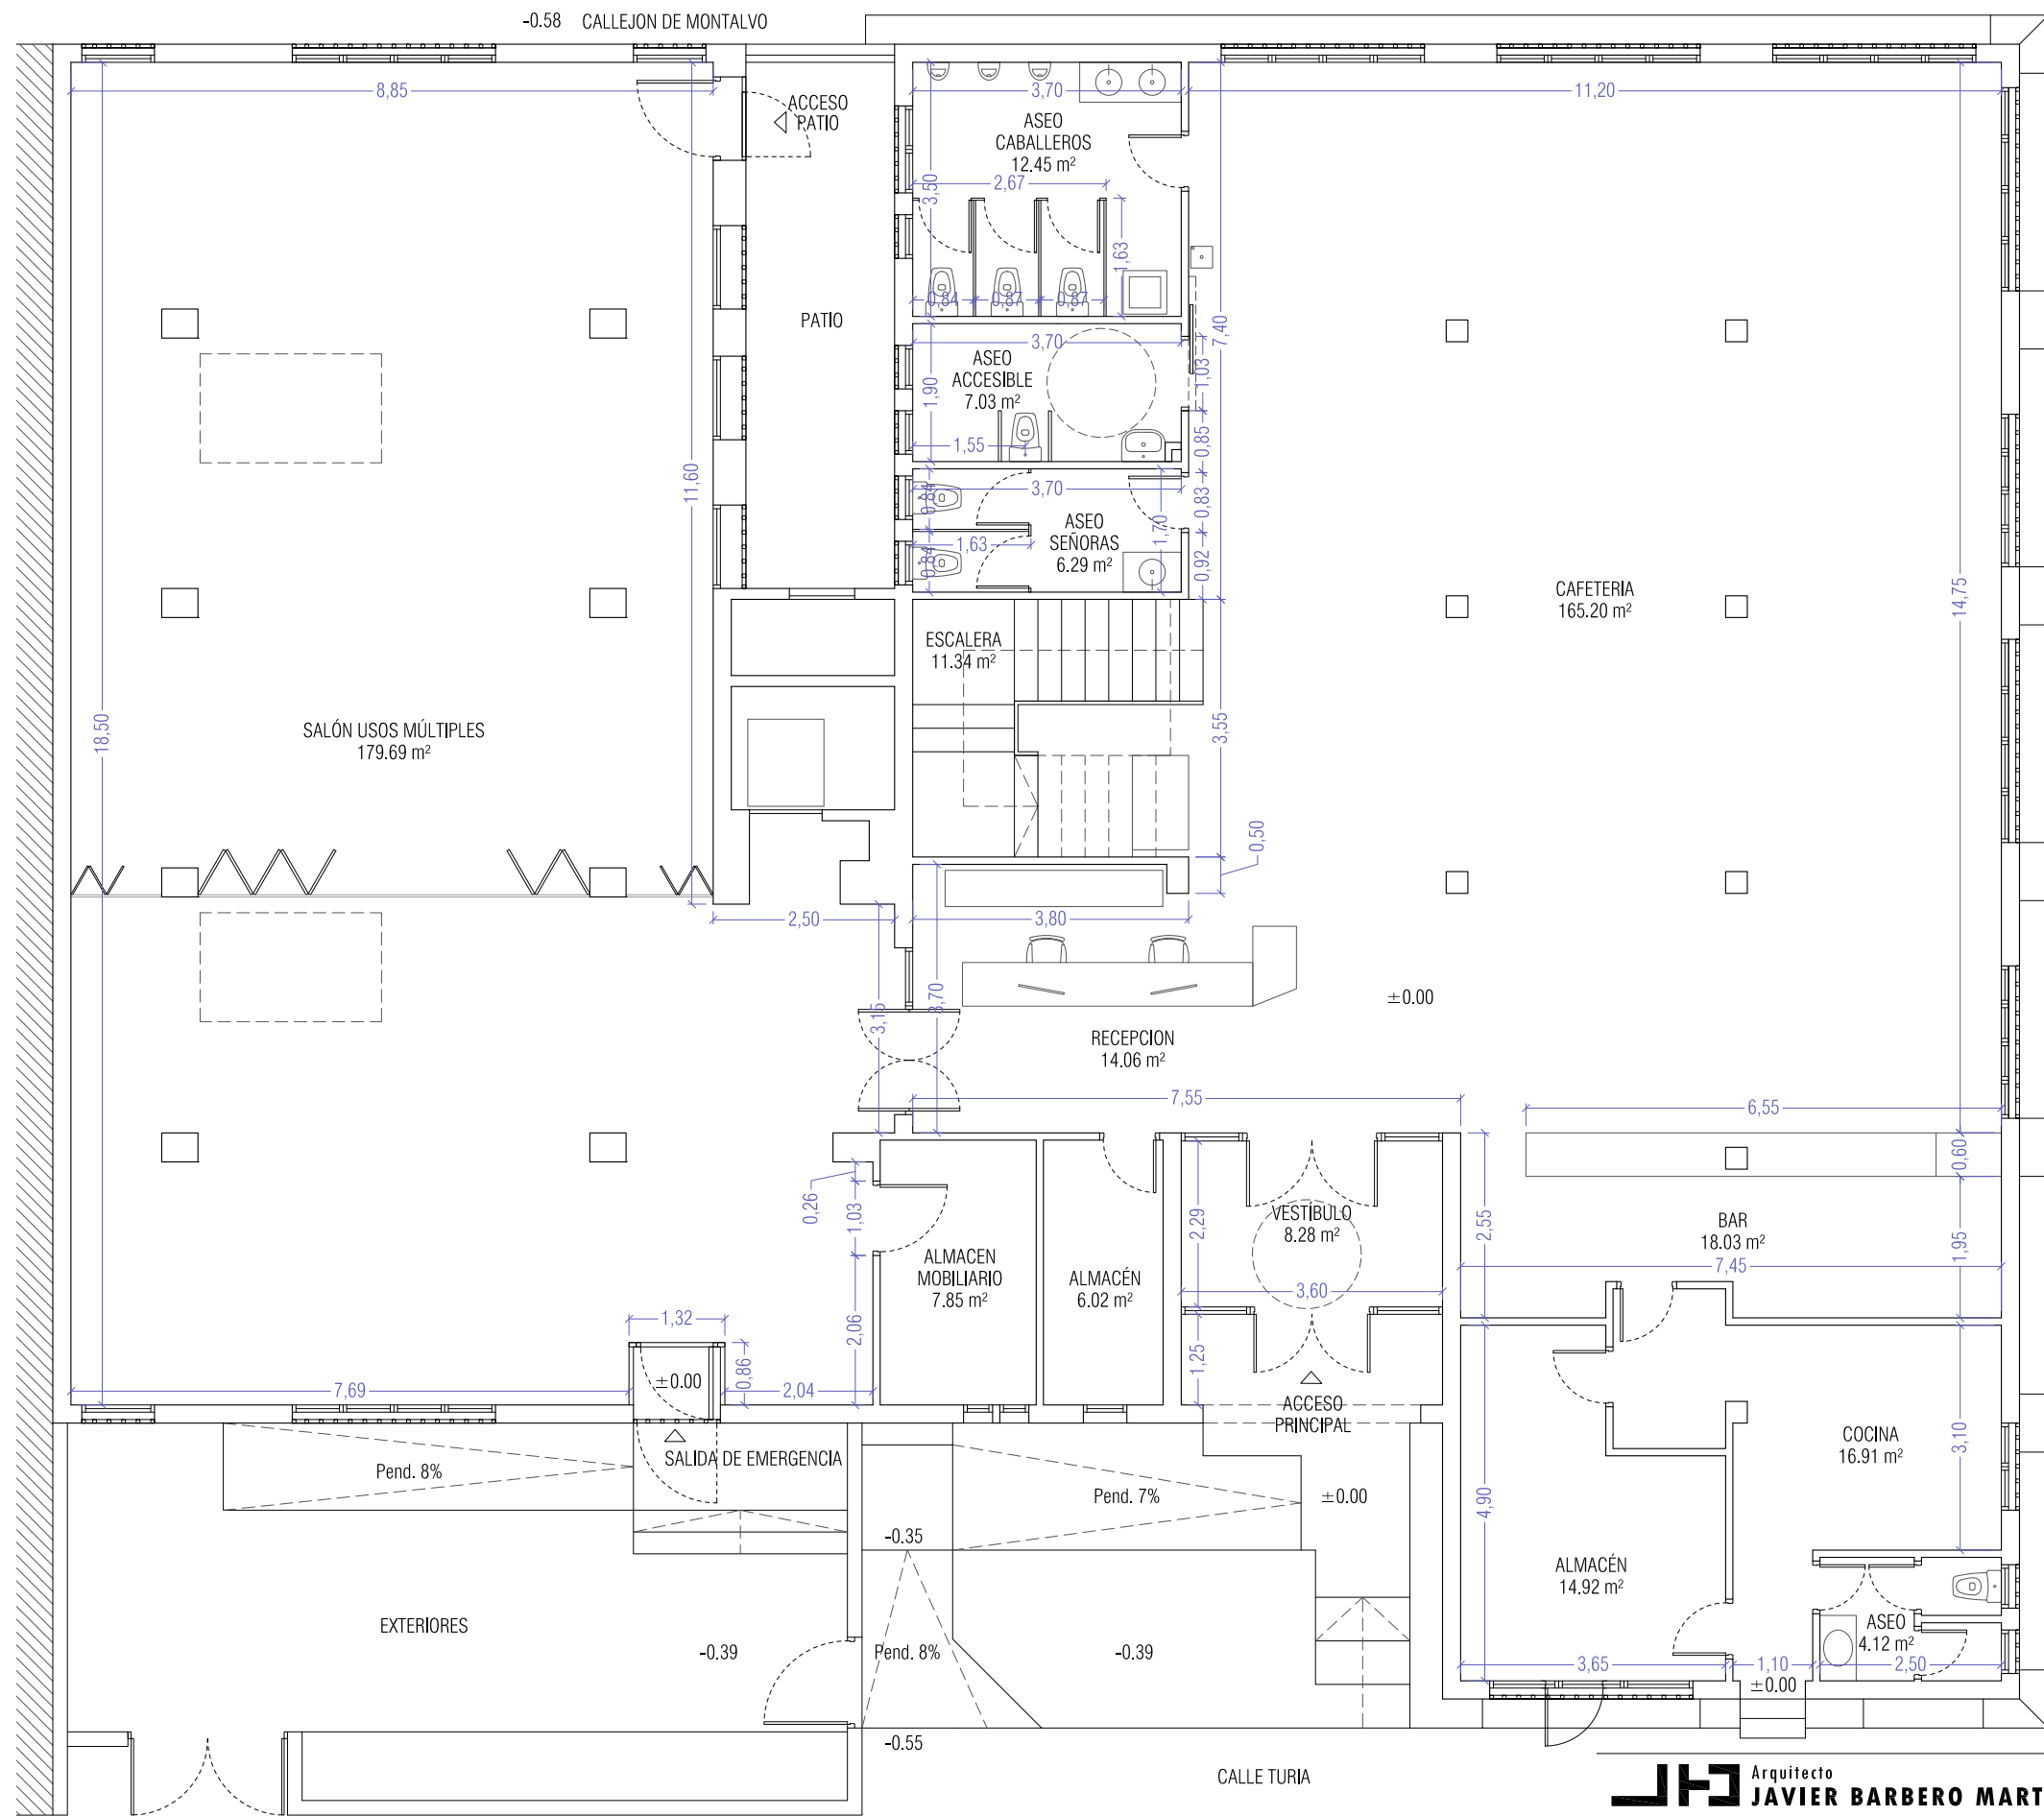 -0.58 CALLEJON DE MONTALVO
8,85
ACCESO
PATIO
3,70
11,20
ASEO
CABALLEROS
12.45 m²
2,67
3,50
1,63
0,84
0,87
0,87
PATIO
7,40
3,70
ASEO
ACCESIBLE
7.03 m²
1,03
1,90
1,55
0,85
11,60
3,70
0,84
0,83
ASEO
SEÑORAS
6.29 m²
1,70
1,63
0,84
0,92
CAFETERIA
165.20 m²
14,75
ESCALERA
11.34 m²
18,50
SALÓN USOS MÚLTIPLES
179.69 m²
3,55
0,50
2,50
3,80
3,70
3,15
±0.00
RECEPCION
14.06 m²
7,55
6,55
0,60
0,26
1,03
2,29
VESTÍBULO
8.28 m²
2,55
BAR
18.03 m²
1,95
7,45
ALMACEN
MOBILIARIO
7.85 m²
ALMACÉN
6.02 m²
3,60
1,32
2,06
0,86
1,25
±0.00
7,69
2,04
ACCESO
PRINCIPAL
COCINA
16.91 m²
3,10
SALIDA DE EMERGENCIA
Pend. 8%
Pend. 7%
±0.00
4,90
-0.35
ALMACÉN
14.92 m²
EXTERIORES
-0.39
Pend. 8%
-0.39
ASEO
4.12 m²
3,65
1,10
2,50
±0.00
-0.55
CALLE TURIA
Arquitecto
JAVIER BARBERO MART